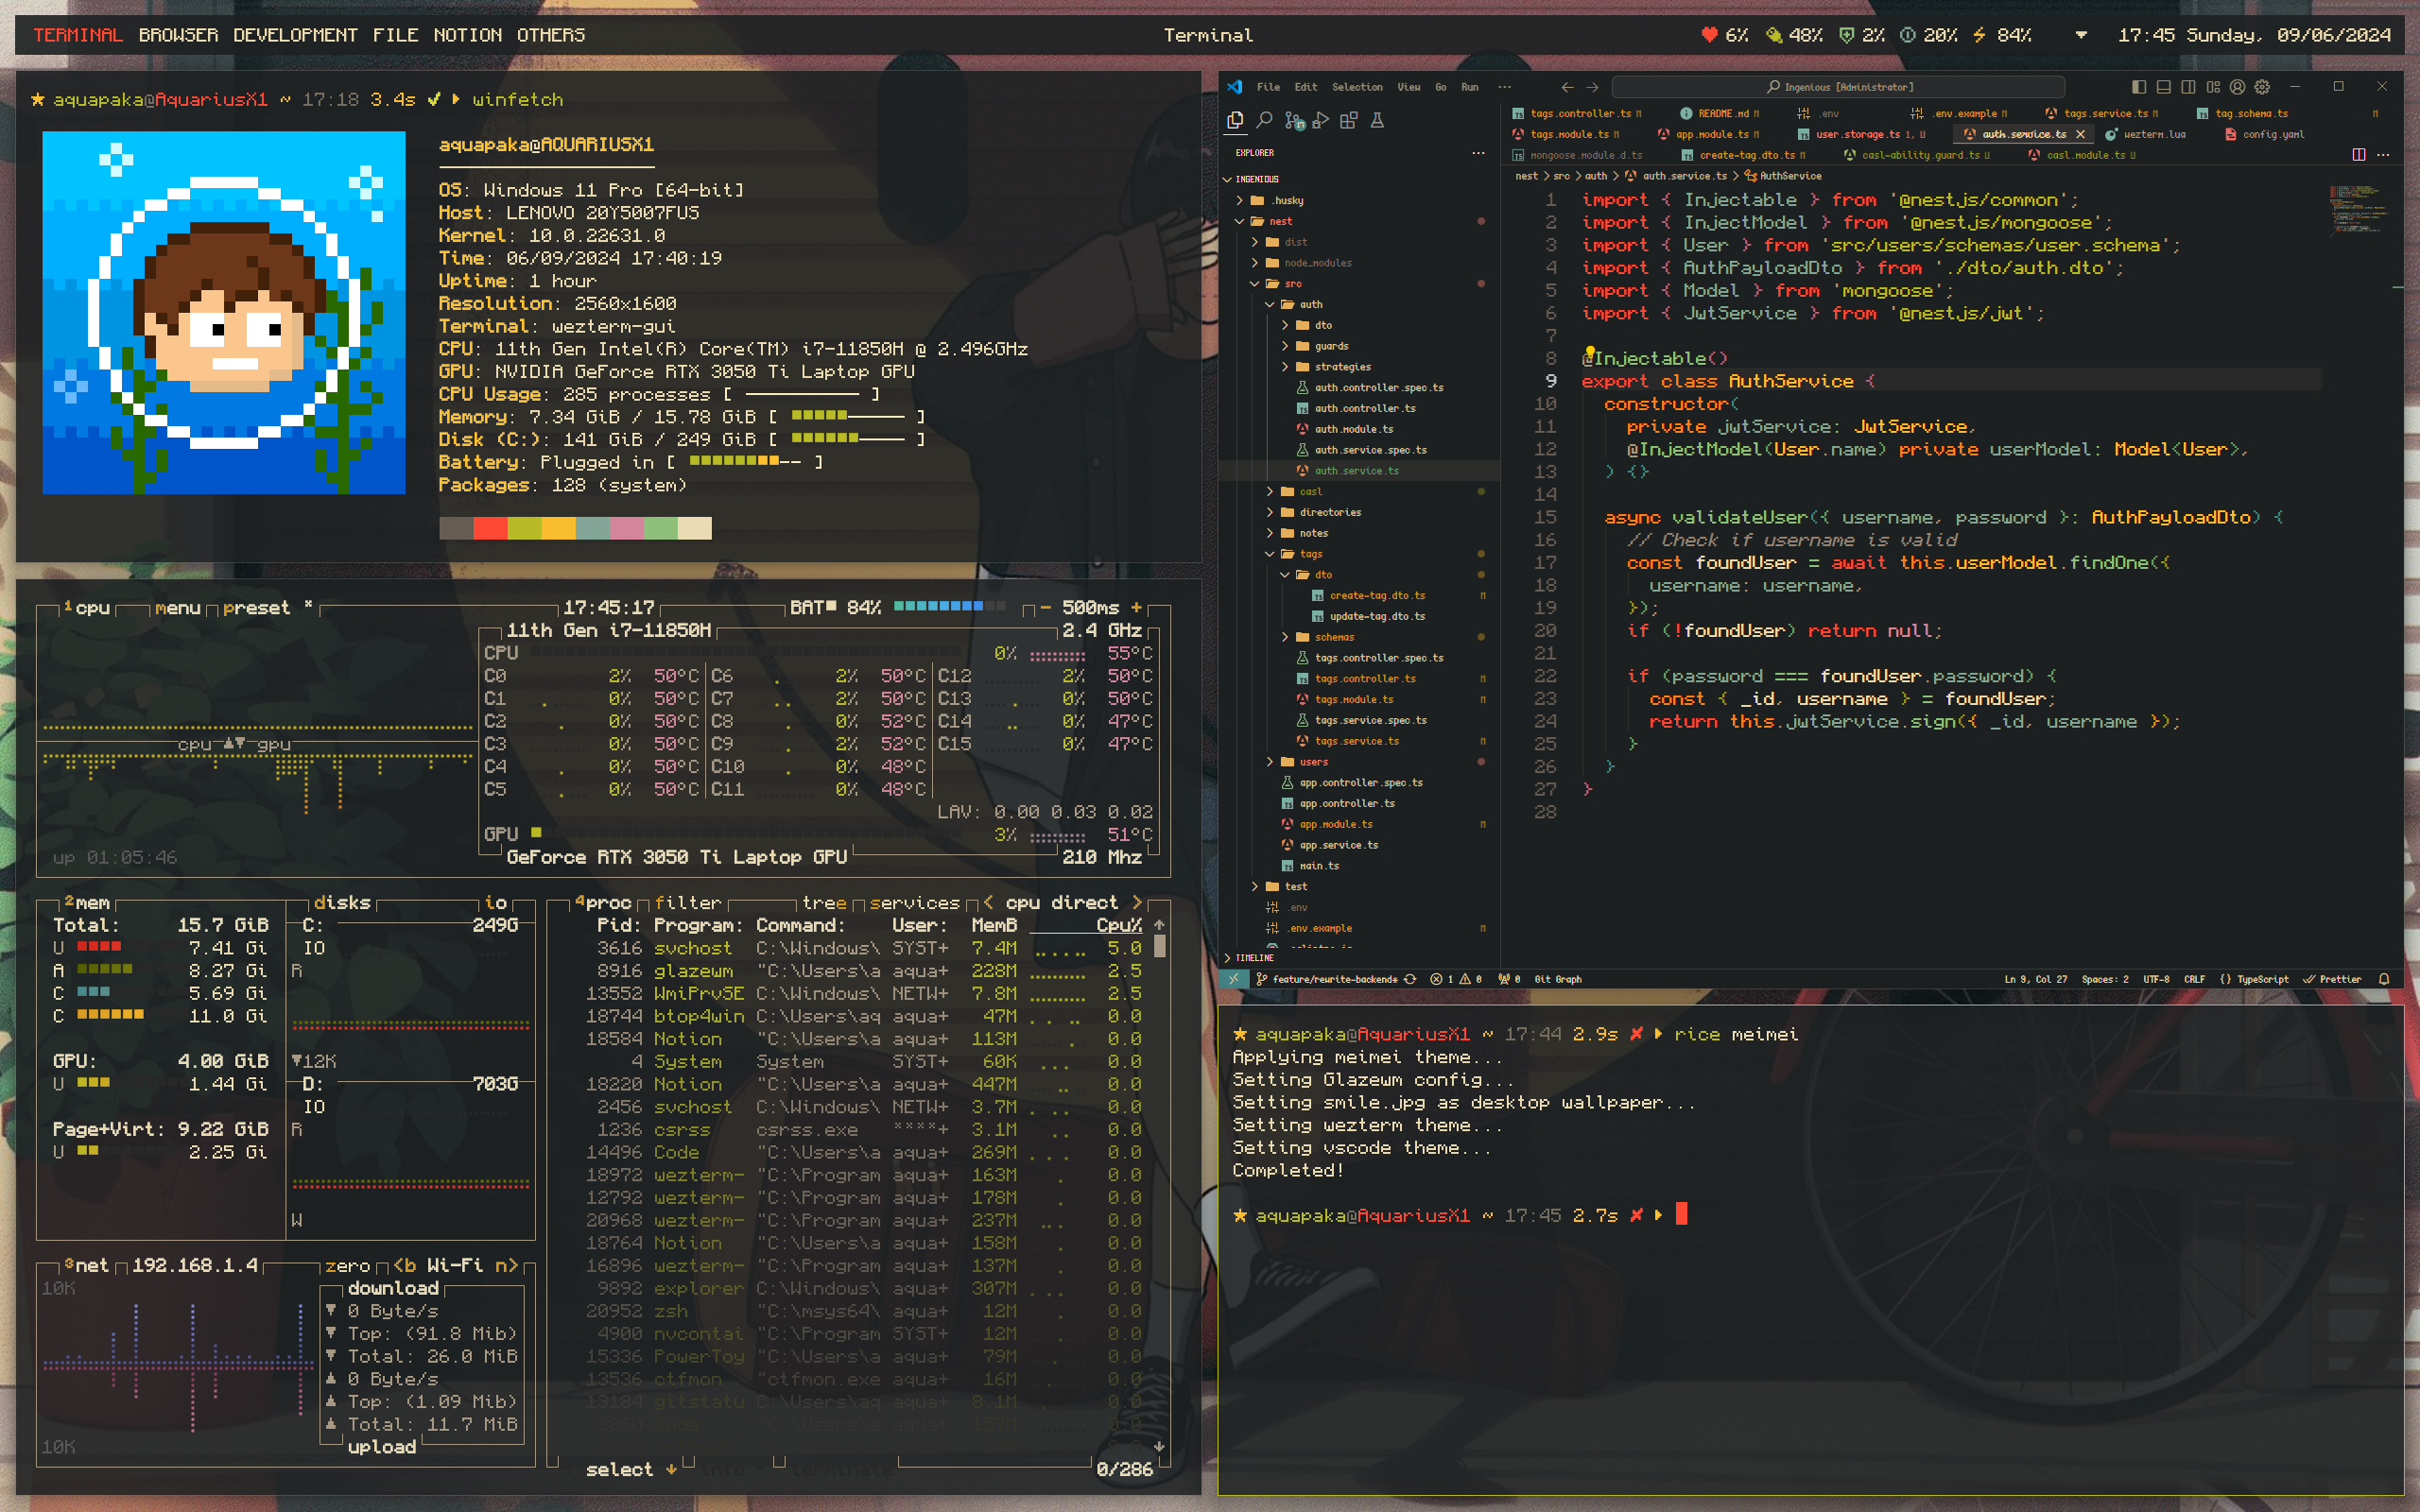 TERMINAL BROWSER DEVELOPMENT FILE NOTION OTHERS
Terminal
6% 48% 2% 20% 84% 17:45 Sunday, 09/06/2024
★ aquapaka@AquariusX1 ~ 17:18 3.4s ✔ winfetch
aquapaka@AQUARIUSX1
OS: Windows 11 Pro [64-bit]
Host: LENOVO 20Y5007FUS
Kernel: 10.0.22631.0
Time: 06/09/2024 17:40:19
Uptime: 1 hour
Resolution: 2560x1600
Terminal: wezterm-gui
CPU: 11th Gen Intel(R) Core(TM) i7-11850H @ 2.496GHz
GPU: NVIDIA GeForce RTX 3050 Ti Laptop GPU
CPU Usage: 285 processes [ ────────── ]
Memory: 7.34 GiB / 15.78 GiB [ ■■■■■───── ]
Disk (C:): 141 GiB / 249 GiB [ ■■■■■■──── ]
Battery: Plugged in [ ■■■■■■■■-- ]
Packages: 128 (system)
¹cpu menu preset * 17:45:17 BAT■ 84% - 500ms +
11th Gen i7-11850H 2.4 GHz
CPU 0% 55°C
C0 2% 50°C C6 2% 50°C C12 2% 50°C
C1 0% 50°C C7 2% 50°C C13 0% 50°C
C2 0% 50°C C8 0% 52°C C14 0% 47°C
C3 0% 50°C C9 2% 52°C C15 0% 47°C
cpu ▲▼ gpu
C4 0% 50°C C10 0% 48°C
C5 0% 50°C C11 0% 48°C
LAV: 0.00 0.03 0.02
GPU 3% 51°C
up 01:05:46
GeForce RTX 3050 Ti Laptop GPU 210 Mhz
²mem disks io
Total: 15.7 GiB
U 7.41 Gi
A 8.27 Gi
C 5.69 Gi
C 11.0 Gi
GPU: 4.00 GiB
U 1.44 Gi
Page+Virt: 9.22 GiB
U 2.25 Gi
C: 249G
IO
R
▼12K
D: 703G
IO
R
W
³net 192.168.1.4 zero <b Wi-Fi n>
10K
download
▼ 0 Byte/s
▼ Top: (91.8 Mib)
▼ Total: 26.0 MiB
▲ 0 Byte/s
▲ Top: (1.09 Mib)
▲ Total: 11.7 MiB
upload
10K
⁴proc filter tree services < cpu direct >
Pid: Program: Command: User: MemB Cpu%
3616 svchost C:\Windows\ SYST+ 7.4M 5.0
8916 glazewm "C:\Users\a aqua+ 228M 2.5
13552 WmiPrvSE C:\Windows\ NETW+ 7.8M 2.5
18744 btop4win C:\Users\aq aqua+ 47M 0.0
18584 Notion "C:\Users\a aqua+ 113M 0.0
4 System System SYST+ 60K 0.0
18220 Notion "C:\Users\a aqua+ 447M 0.0
2456 svchost C:\Windows\ NETW+ 3.7M 0.0
1236 csrss csrss.exe ****+ 3.1M 0.0
14496 Code "C:\Users\a aqua+ 269M 0.0
18972 wezterm- "C:\Program aqua+ 163M 0.0
12792 wezterm- "C:\Program aqua+ 178M 0.0
20968 wezterm- "C:\Program aqua+ 237M 0.0
18764 Notion "C:\Users\a aqua+ 158M 0.0
16896 wezterm- "C:\Program aqua+ 137M 0.0
9892 explorer C:\Windows\ aqua+ 307M 0.0
20952 zsh "C:\msys64\ aqua+ 12M 0.0
4900 nvcontai "C:\Program SYST+ 12M 0.0
15336 PowerToy "C:\Users\a aqua+ 79M 0.0
13536 ctfmon "ctfmon.exe aqua+ 16M 0.0
13184 gitstatu C:\Users\aq aqua+ 8.1M 0.0
2860 Code "C:\Users\a aqua+ 157M 0.0
select ↓ info terminate 0/286
File Edit Selection View Go Run ···
Ingenious [Administrator]
tags.controller.ts M README.md M .env .env.example M tags.service.ts M tag.schema.ts M
tags.module.ts M app.module.ts M user.storage.ts 1, U auth.service.ts wezterm.lua config.yaml
mongoose.module.d.ts create-tag.dto.ts M casl-ability.guard.ts U casl.module.ts U
nest > src > auth > auth.service.ts > AuthService
EXPLORER
INGENIOUS
.husky
nest
dist
node_modules
src
auth
dto
guards
strategies
auth.controller.spec.ts
auth.controller.ts
auth.module.ts
auth.service.spec.ts
auth.service.ts
casl
directories
notes
tags
dto
create-tag.dto.ts M
update-tag.dto.ts
schemas
tags.controller.spec.ts
tags.controller.ts M
tags.module.ts M
tags.service.spec.ts
tags.service.ts M
users
app.controller.spec.ts
app.controller.ts
app.module.ts M
app.service.ts
main.ts
test
.env
.env.example M
TIMELINE
1 import { Injectable } from '@nestjs/common';
2 import { InjectModel } from '@nestjs/mongoose';
3 import { User } from 'src/users/schemas/user.schema';
4 import { AuthPayloadDto } from './dto/auth.dto';
5 import { Model } from 'mongoose';
6 import { JwtService } from '@nestjs/jwt';
7
8 @Injectable()
9 export class AuthService {
10 constructor(
11 private jwtService: JwtService,
12 @InjectModel(User.name) private userModel: Model<User>,
13 ) {}
14
15 async validateUser({ username, password }: AuthPayloadDto) {
16 // Check if username is valid
17 const foundUser = await this.userModel.findOne({
18 username: username,
19 });
20 if (!foundUser) return null;
21
22 if (password === foundUser.password) {
23 const { _id, username } = foundUser;
24 return this.jwtService.sign({ _id, username });
25 }
26 }
27 }
28
feature/rewrite-backend* 1 0 0 Git Graph Ln 9, Col 27 Spaces: 2 UTF-8 CRLF {} TypeScript Prettier
★ aquapaka@AquariusX1 ~ 17:44 2.9s ✘ rice meimei
Applying meimei theme...
Setting Glazewm config...
Setting smile.jpg as desktop wallpaper...
Setting wezterm theme...
Setting vscode theme...
Completed!
★ aquapaka@AquariusX1 ~ 17:45 2.7s ✘